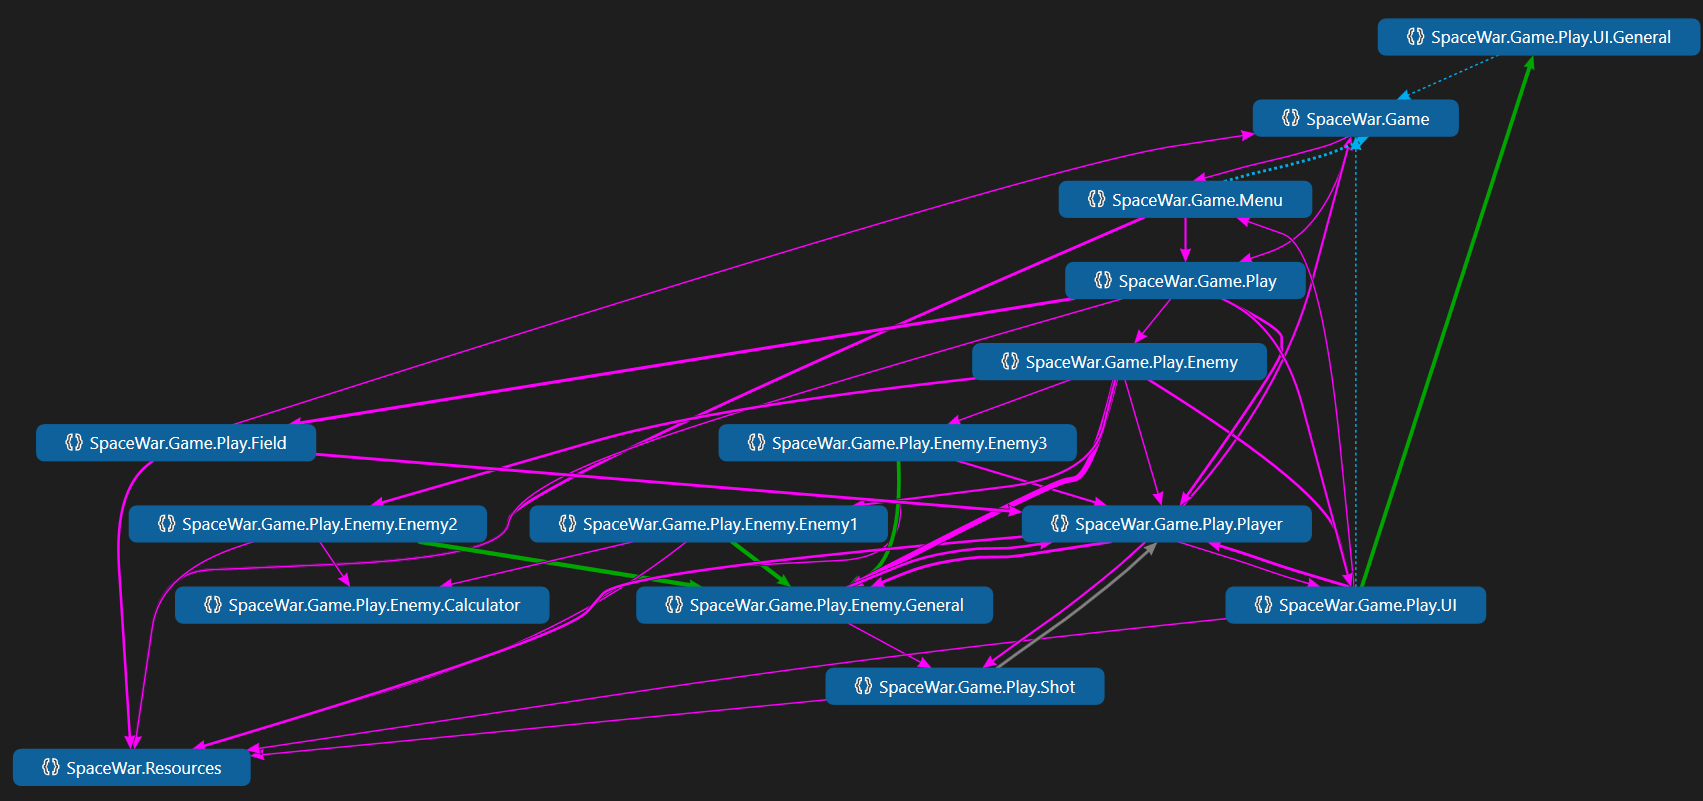 {} SpaceWar.Game.Play.UI.General
{} SpaceWar.Game
{} SpaceWar.Game.Menu
{} SpaceWar.Game.Play
{} SpaceWar.Game.Play.Enemy
{} SpaceWar.Game.Play.Field
{} SpaceWar.Game.Play.Enemy.Enemy3
{} SpaceWar.Game.Play.Enemy.Enemy2
{} SpaceWar.Game.Play.Enemy.Enemy1
{} SpaceWar.Game.Play.Player
{} SpaceWar.Game.Play.Enemy.Calculator
{} SpaceWar.Game.Play.Enemy.General
{} SpaceWar.Game.Play.UI
{} SpaceWar.Game.Play.Shot
{} SpaceWar.Resources